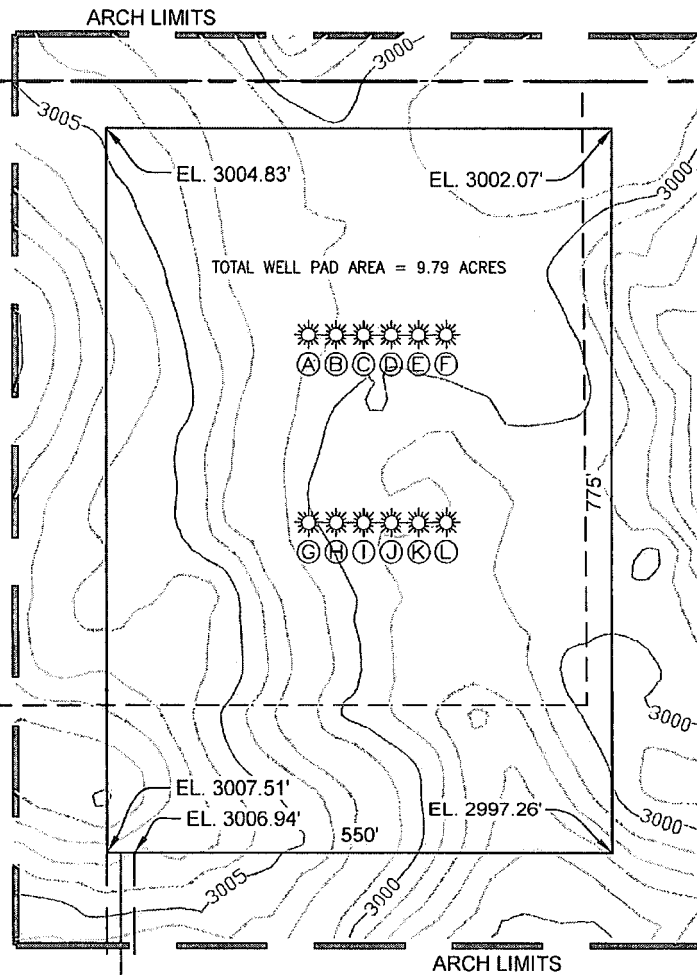 ARCH LIMITS
3000
3005
EL. 3004.83'
EL. 3002.07'
3000
TOTAL WELL PAD AREA = 9.79 ACRES
A B C D E F
775'
G H I J K L
3000
EL. 3007.51'
EL. 3006.94'
EL. 2997.26'
550'
3000
3005
3000
ARCH LIMITS